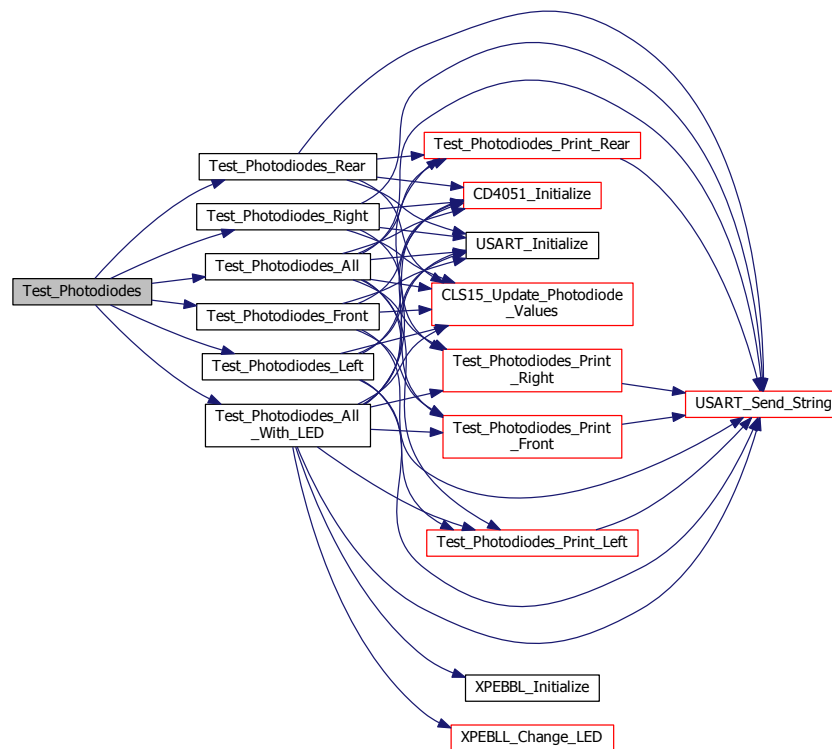 Test_Photodiodes
Test_Photodiodes_Rear
Test_Photodiodes_Right
Test_Photodiodes_All
Test_Photodiodes_Front
Test_Photodiodes_Left
Test_Photodiodes_All
_With_LED
Test_Photodiodes_Print_Rear
CD4051_Initialize
USART_Initialize
CLS15_Update_Photodiode
_Values
Test_Photodiodes_Print
_Right
Test_Photodiodes_Print
_Front
Test_Photodiodes_Print_Left
XPEBBL_Initialize
XPEBLL_Change_LED
USART_Send_String